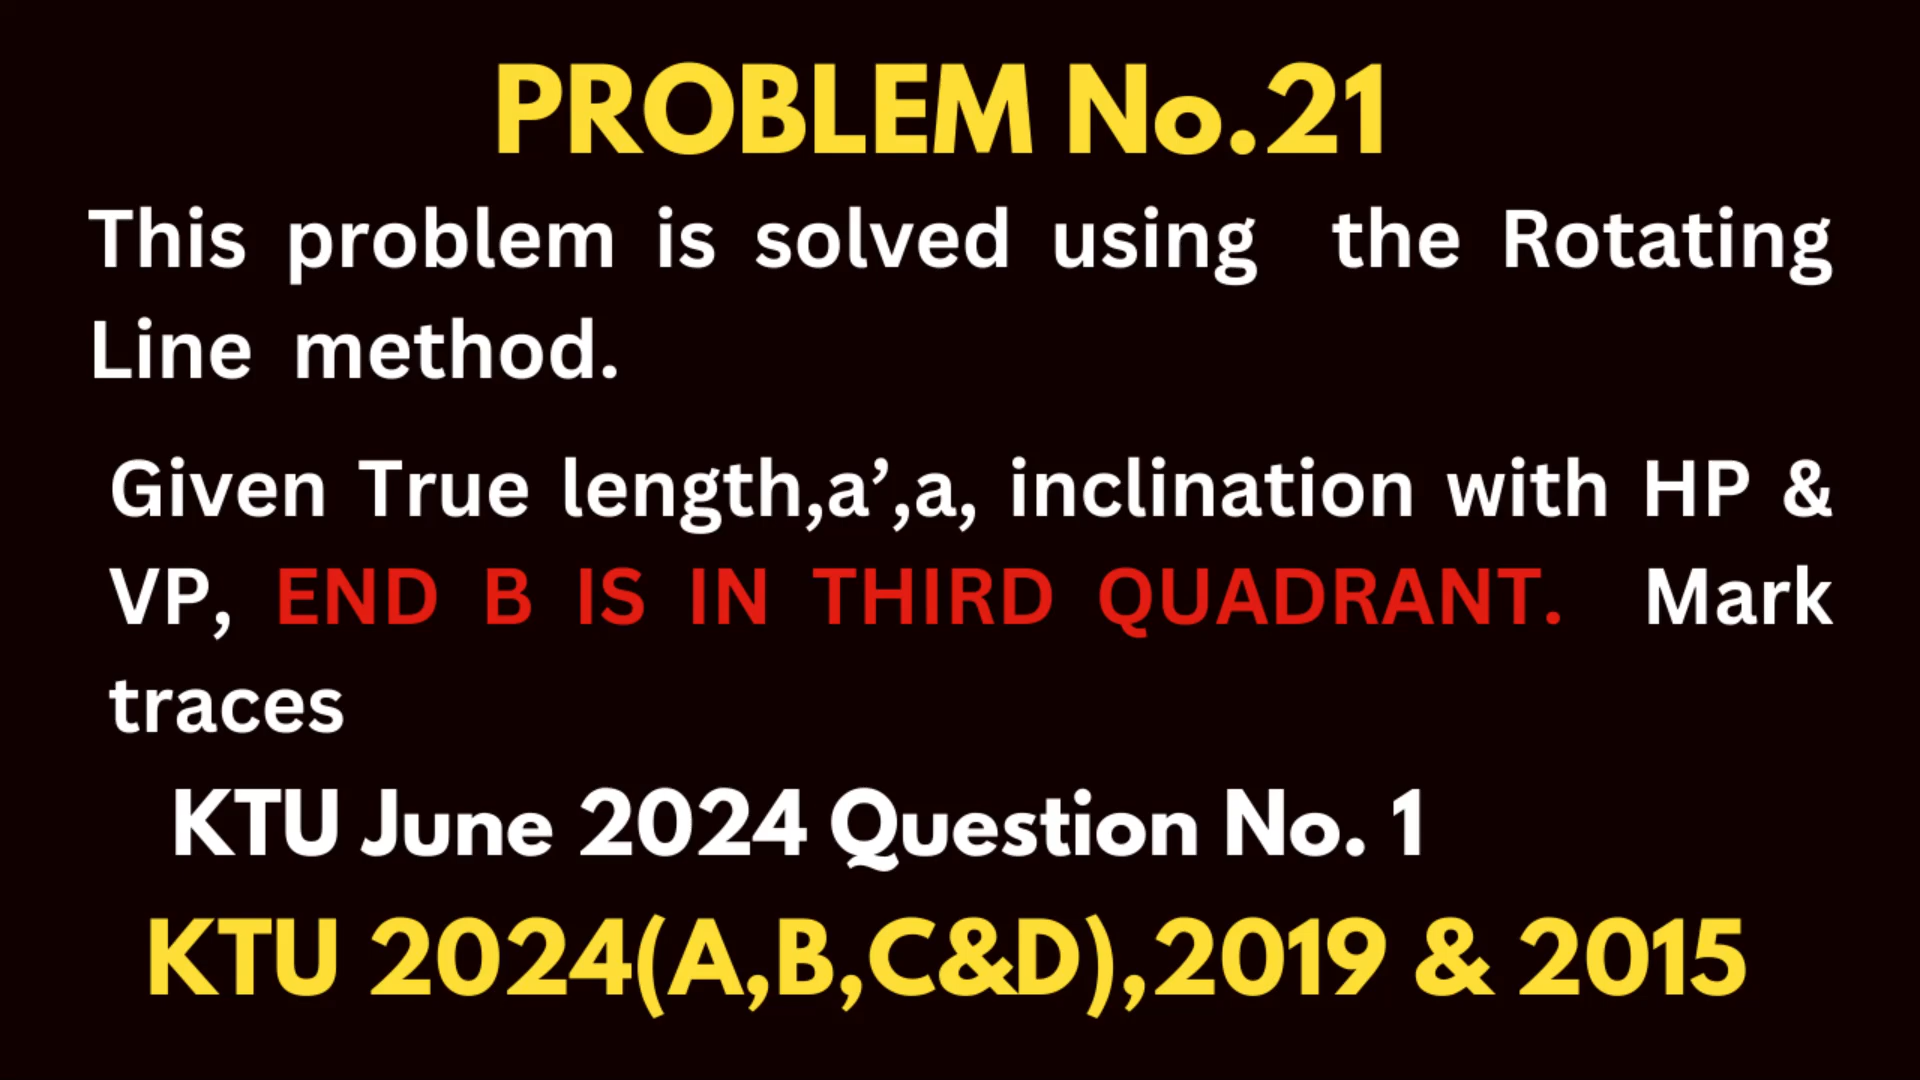 PROBLEM No.21
This problem is solved using the Rotating
Line method.
Given True length,a’,a, inclination with HP &
VP, END B IS IN THIRD QUADRANT. Mark
traces
KTU June 2024 Question No. 1
KTU 2024(A,B,C&D),2019 & 2015